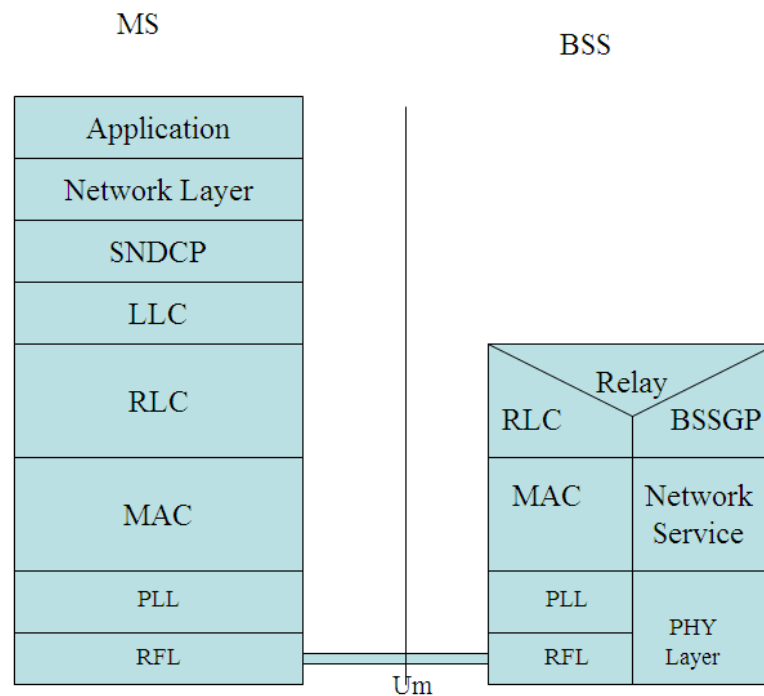 MS
BSS
Application
Network Layer
SNDCP
LLC
RLC
MAC
PLL
RFL
Relay
RLC
BSSGP
MAC
Network
Service
PLL
RFL
PHY
Layer
Um